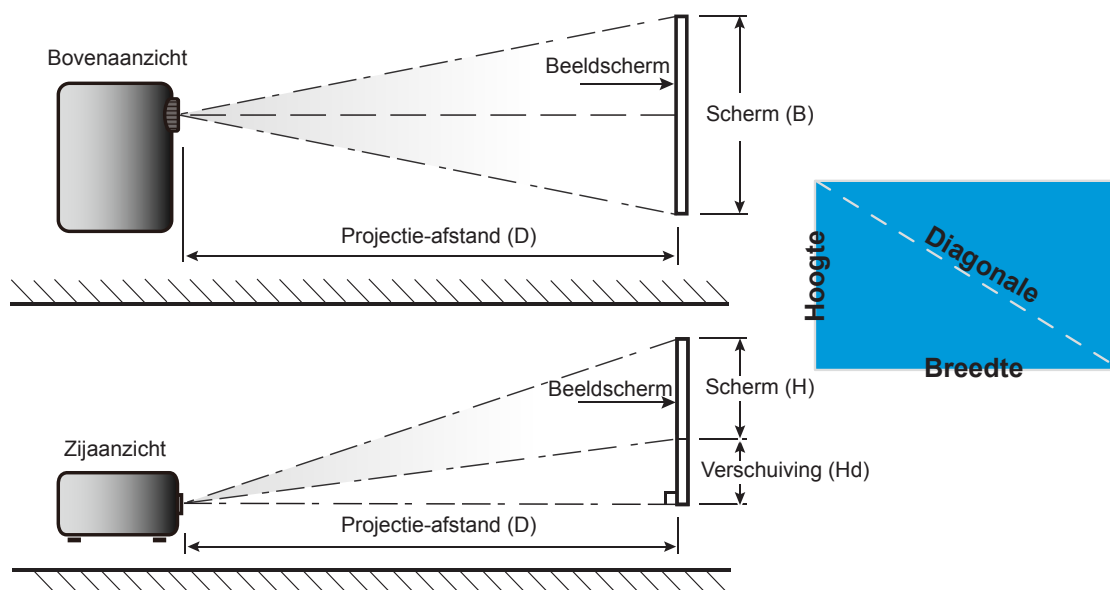 Bovenaanzicht
Beeldscherm
Scherm (B)
Projectie-afstand (D)
Hoogte
Diagonale
Breedte
Beeldscherm
Scherm (H)
Zijaanzicht
Verschuiving (Hd)
Projectie-afstand (D)